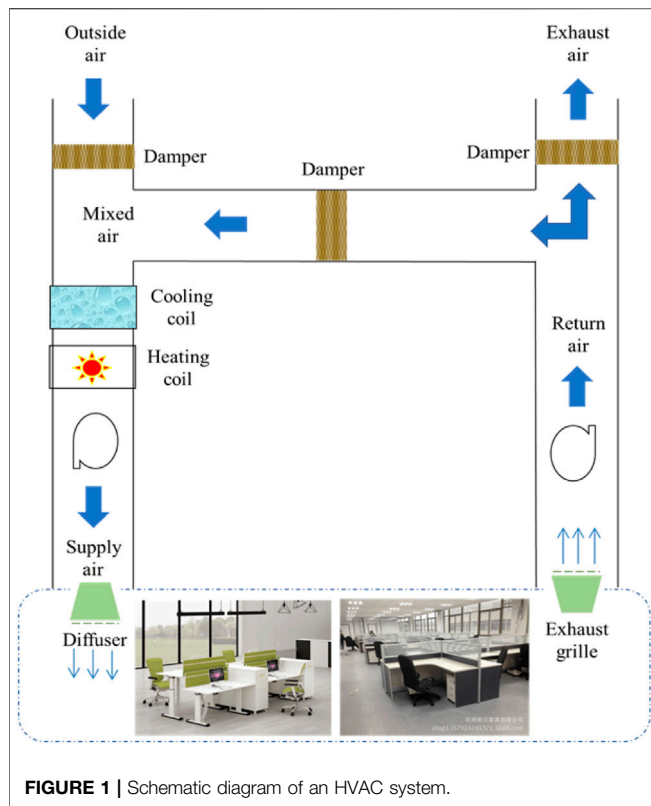 Outside
air
Exhaust
air
Damper
Damper
Damper
Mixed
air
Cooling
coil
Heating
coil
Return
air
Supply
air
Diffuser
Exhaust
grille
FIGURE 1 | Schematic diagram of an HVAC system.